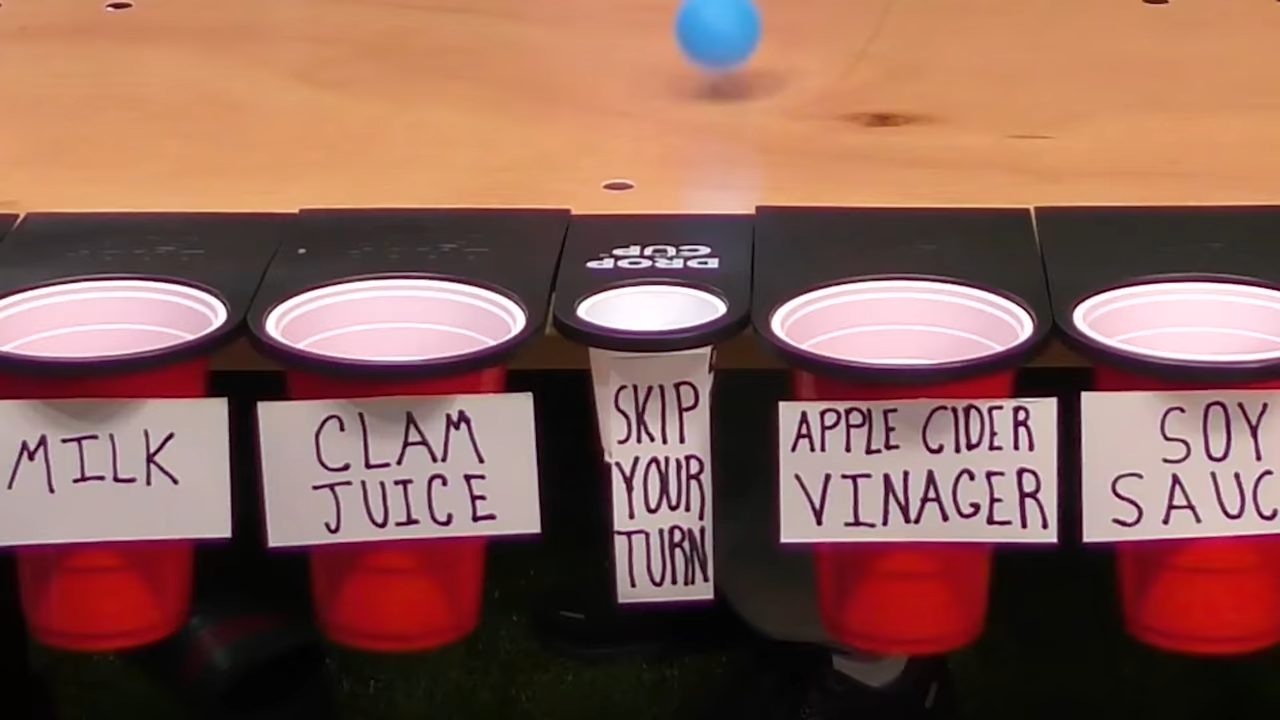 DROP
CUP
MILK
CLAM
JUICE
SKIP
YOUR
TURN
APPLE CIDER
VINAGER
SOY
SAUC